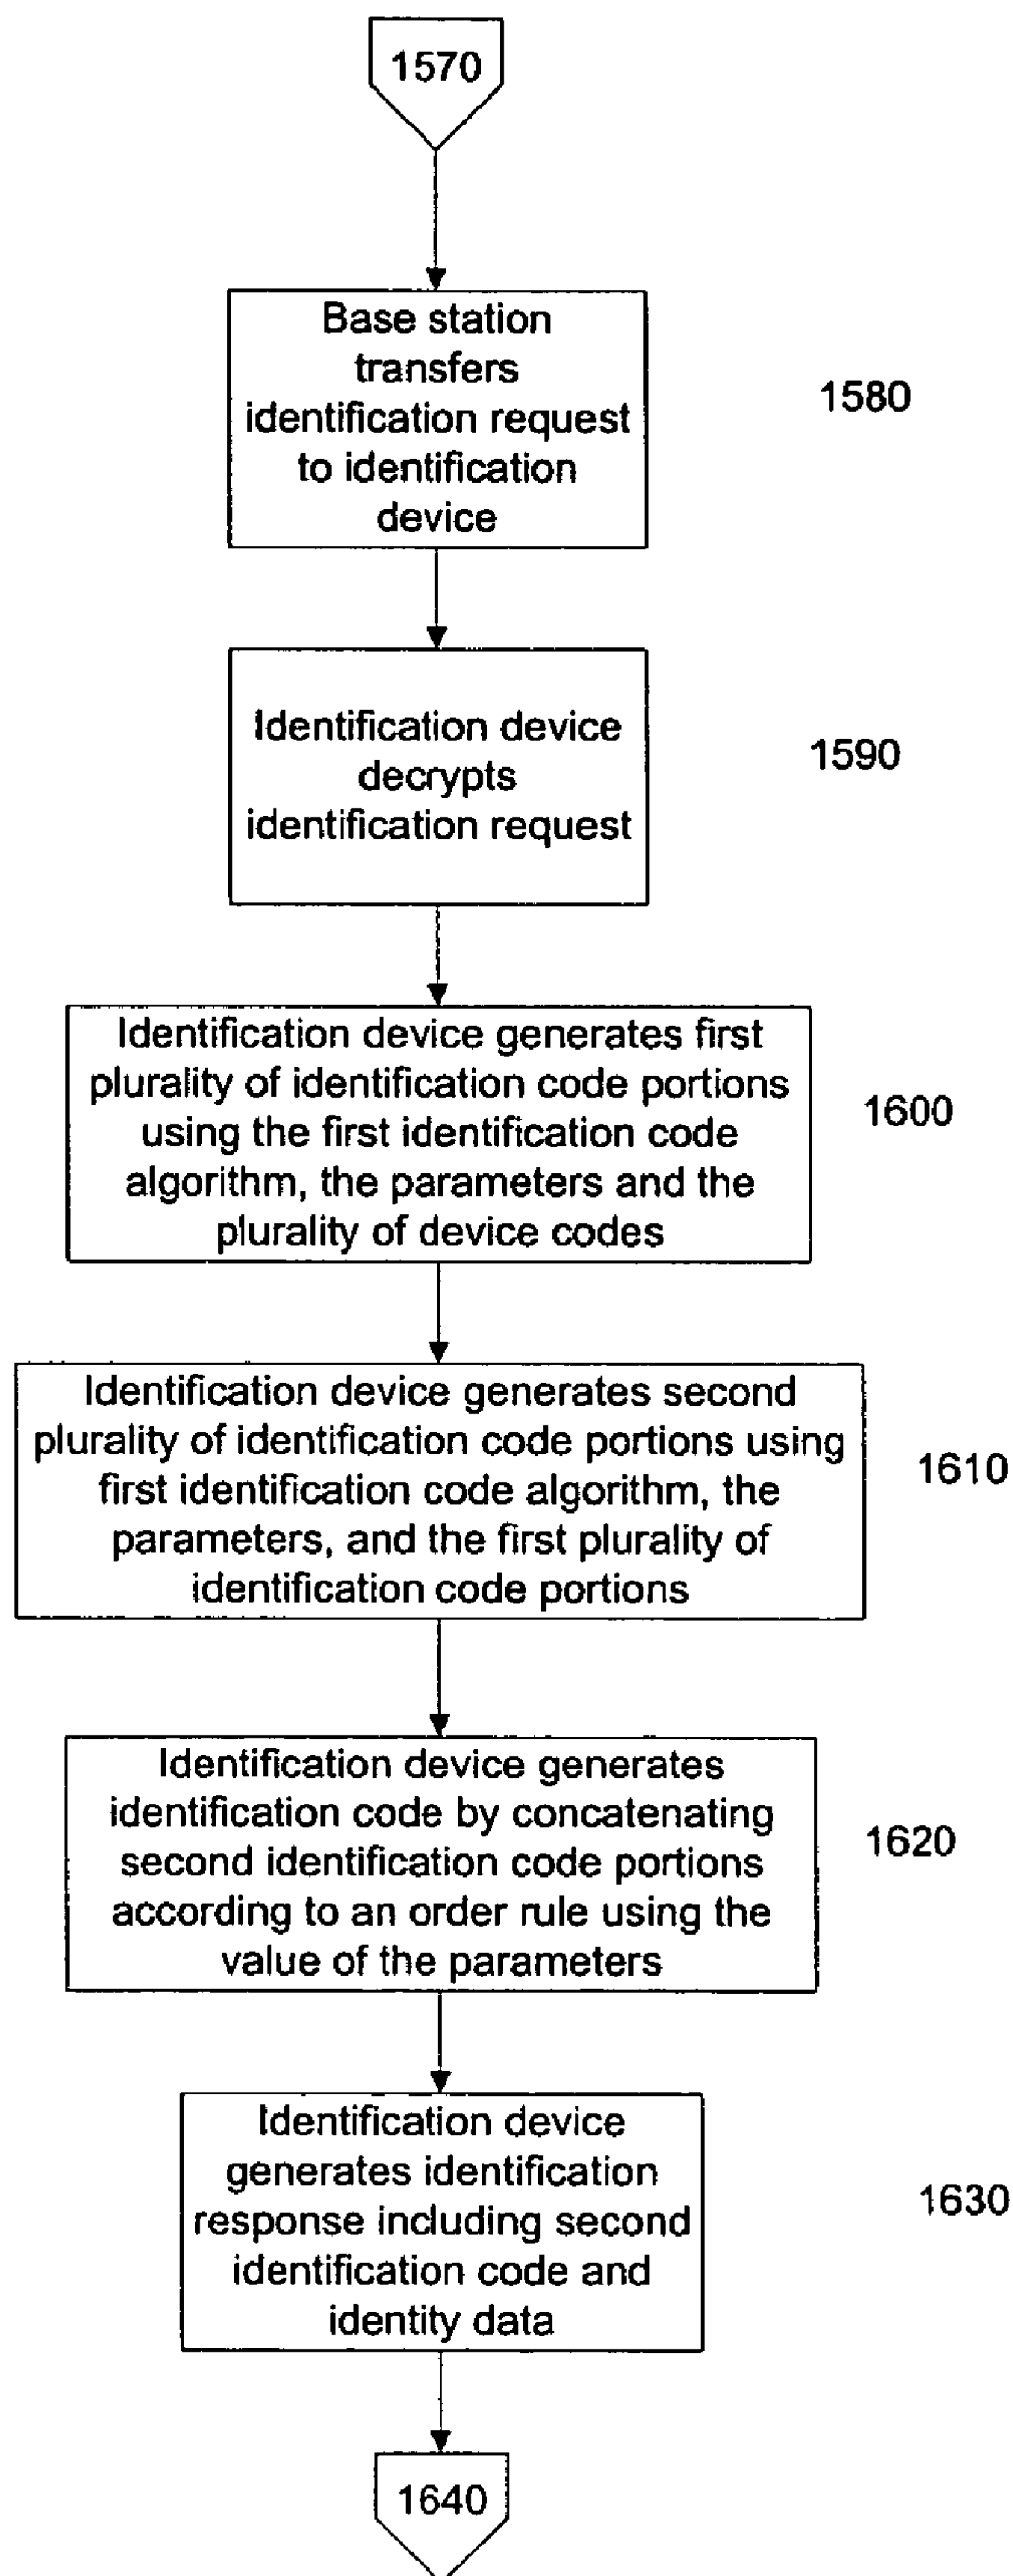 1570
Base station
transfers
identification request
to identification
device
1580
Identification device
decrypts
identification request
1590
Identification device generates first
plurality of identification code portions
using the first identification code
algorithm, the parameters and the
plurality of device codes
1600
Identification device generates second
plurality of identification code portions using
first identification code algorithm, the
parameters, and the first plurality of
identification code portions
1610
Identification device generates
identification code by concatenating
second identification code portions
according to an order rule using the
value of the parameters
1620
Identification device
generates identification
response including second
identification code and
identity data
1630
1640